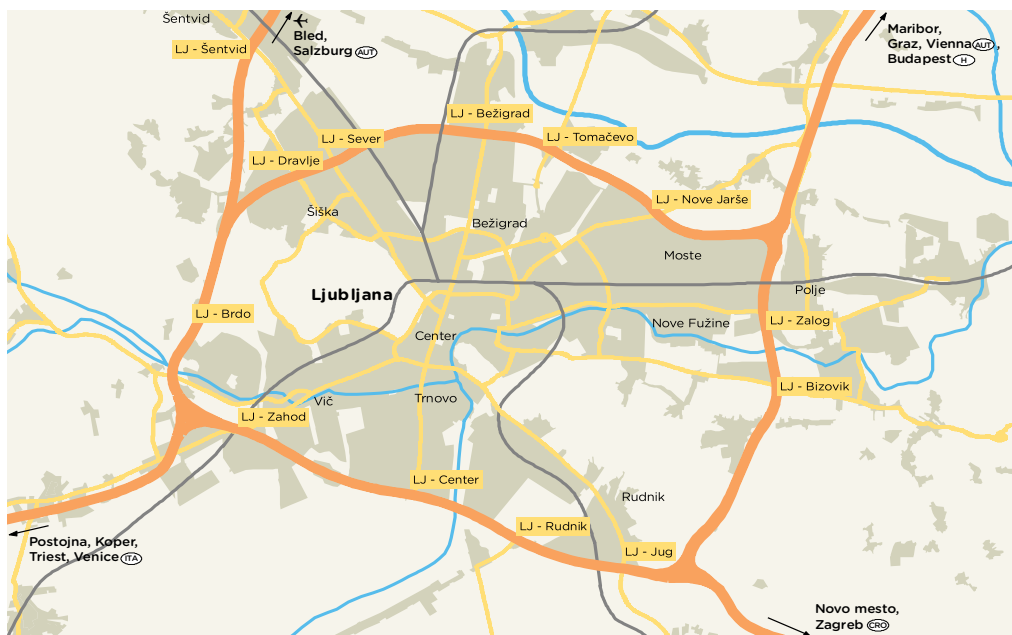 Šentvid
Bled,
Salzburg AUT
Maribor,
Graz, Vienna AUT,
Budapest H
LJ - Šentvid
LJ - Bežigrad
LJ - Sever
LJ - Tomačevo
LJ - Dravlje
LJ - Nove Jarše
Šiška
Bežigrad
Moste
Ljubljana
Polje
LJ - Brdo
Center
Nove Fužine
LJ - Zalog
LJ - Bizovik
Vič
Trnovo
LJ - Zahod
LJ - Center
Rudnik
LJ - Rudnik
LJ - Jug
Postojna, Koper,
Triest, Venice ITA
Novo mesto,
Zagreb CRO